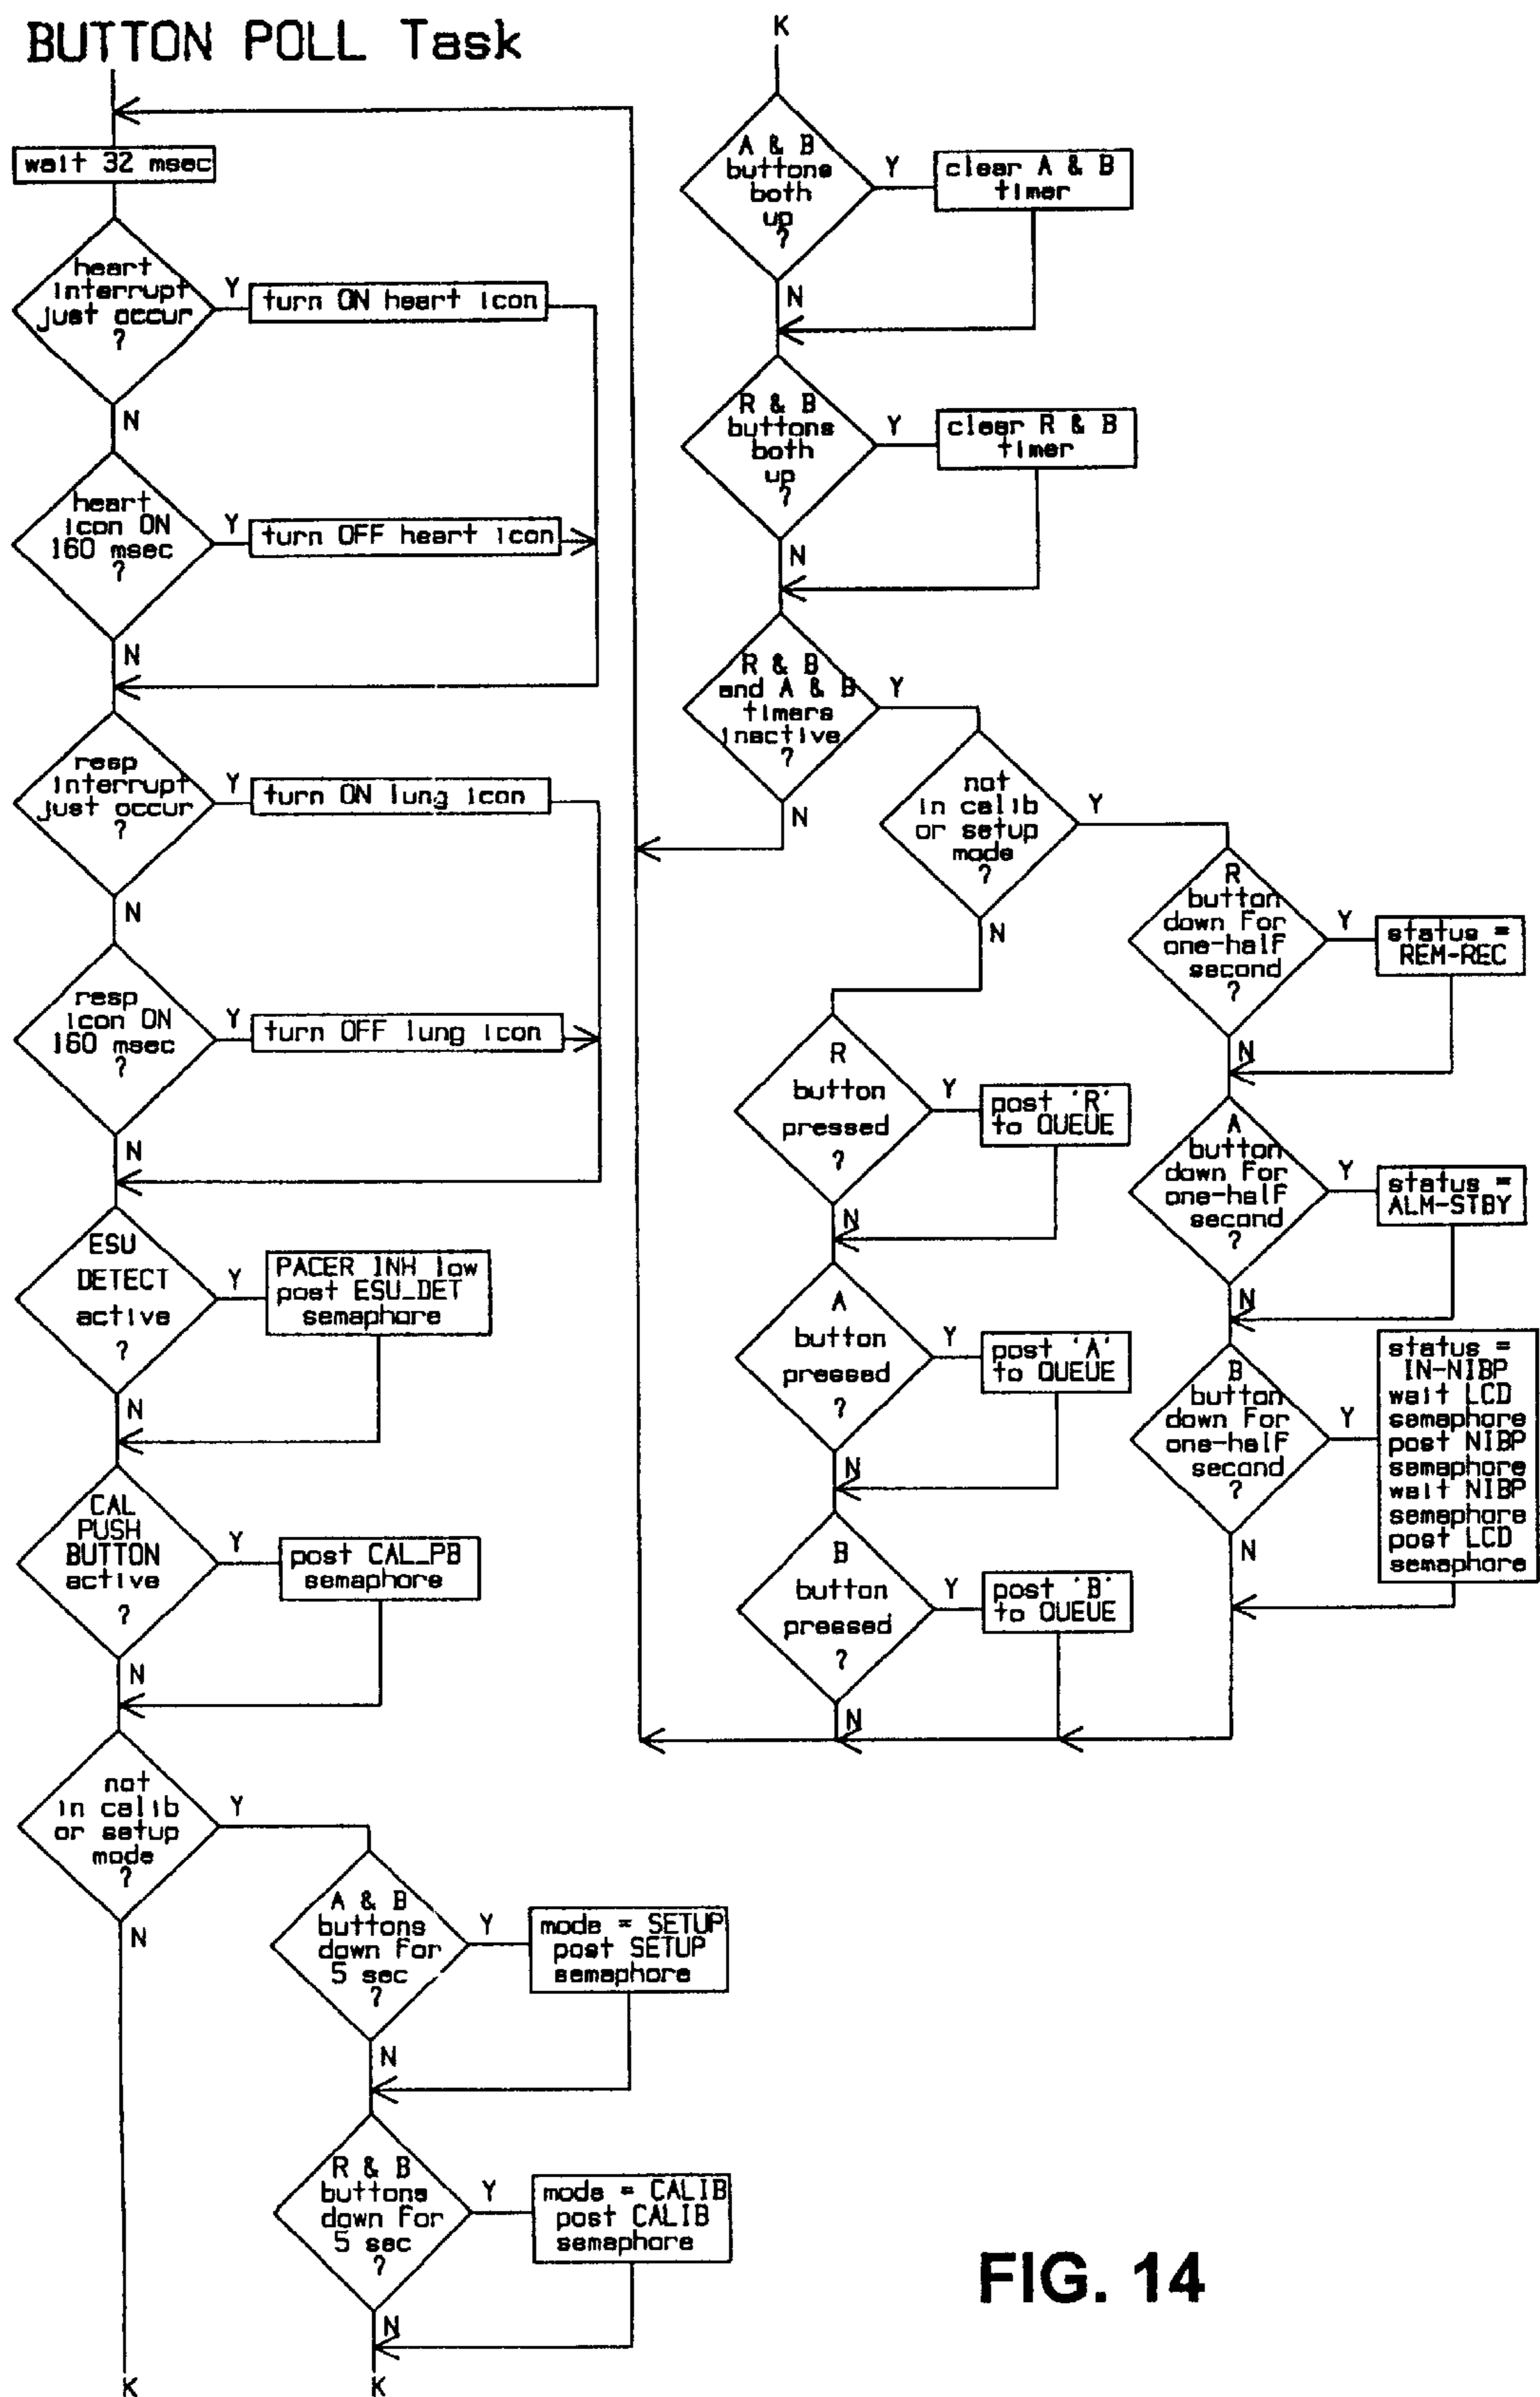 BUTTON POLL Task
wait 32 msec
heart
interrupt
just occur
?
Y
turn ON heart icon
N
heart
icon ON
160 msec
?
Y
turn OFF heart icon
N
resp
interrupt
just occur
?
Y
turn ON lung icon
N
resp
icon ON
160 msec
?
Y
turn OFF lung icon
N
ESU
DETECT
active
?
Y
PACER INH low
post ESU_DET
semaphore
N
CAL
PUSH
BUTTON
active
?
Y
post CAL_PB
semaphore
N
not
in calib
or setup
mode
?
Y
N
A & B
buttons
down for
5 sec
?
Y
mode = SETUP
post SETUP
semaphore
N
R & B
buttons
down for
5 sec
?
Y
mode = CALIB
post CALIB
semaphore
N
K
K
K
A & B
buttons
both
up
?
Y
clear A & B
timer
N
R & B
buttons
both
up
?
Y
clear R & B
timer
N
R & B
and A & B
timers
inactive
?
Y
N
not
in calib
or setup
mode
?
Y
N
R
button
pressed
?
Y
post 'R'
to QUEUE
N
A
button
pressed
?
Y
post 'A'
to QUEUE
N
B
button
pressed
?
Y
post 'B'
to QUEUE
N
R
button
down for
one-half
second
?
Y
status =
REM-REC
N
A
button
down for
one-half
second
?
Y
status =
ALM-STBY
N
B
button
down for
one-half
second
?
Y
status =
IN-NIBP
wait LCD
semaphore
post NIBP
semaphore
wait NIBP
semaphore
post LCD
semaphore
N
FIG. 14